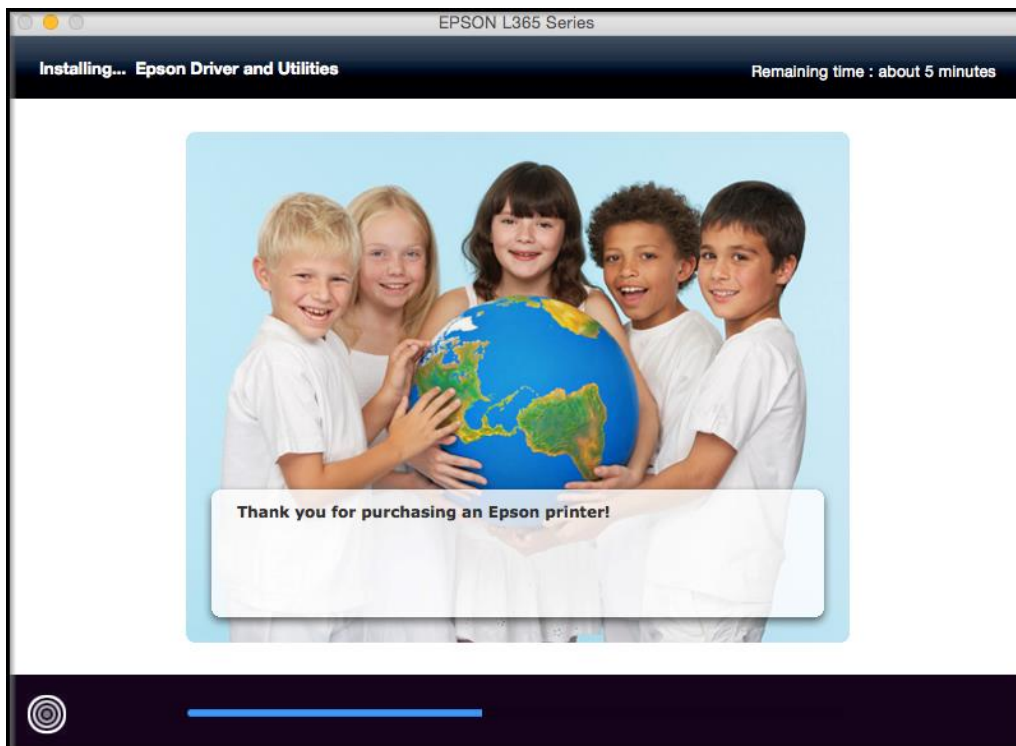 EPSON L365 Series
Installing... Epson Driver and Utilities
Remaining time : about 5 minutes
Thank you for purchasing an Epson printer!